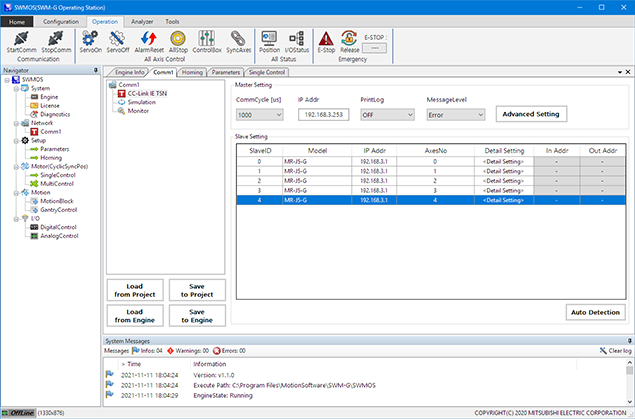 SWMOS(SWM-G Operating Station)
Home Configuration Operation Analyzer Tools
StartComm StopComm ServoOn ServoOff AlarmReset AllStop ControlBox SyncAxes Position I/OStatus E-Stop Release E-STOP :
----
Communication All Axis Control All Status Emergency
Navigator
SWMOS
System
Engine
License
Diagnostics
Network
Comm1
Setup
Parameters
Homing
Motor(CyclicSyncPos)
SingleControl
MultiControl
Motion
MotionBlock
GantryControl
I/O
DigitalControl
AnalogControl
Engine Info Comm1 Homing Parameters Single Control
Comm1
CC-Link IE TSN
Simulation
Monitor
Load from Project
Save to Project
Load from Engine
Save to Engine
Master Setting
CommCycle [us] IP Addr PrintLog MessageLevel
1000 192.168.3.253 OFF Error Advanced Setting
Slave Setting
SlaveID Model IP Addr AxesNo Detail Setting In Addr Out Addr
0 MR-J5-G 192.168.3.1 0 <Detail Setting> - -
1 MR-J5-G 192.168.3.1 1 <Detail Setting> - -
2 MR-J5-G 192.168.3.1 2 <Detail Setting> - -
3 MR-J5-G 192.168.3.1 3 <Detail Setting> - -
4 MR-J5-G 192.168.3.1 4 <Detail Setting> - -
Auto Detection
System Messages
Messages Infos: 04 Warnings: 00 Errors: 00 Clear log
> Time Information
2021-11-11 18:04:24 Version: v1.1.0
2021-11-11 18:04:24 Execute Path: C:\Program Files\MotionSoftware\SWM-G\SWMOS
2021-11-11 18:04:29 EngineState: Running
OffLine (1330x876) COPYRIGHT(C) 2020 MITSUBISHI ELECTRIC CORPORATION